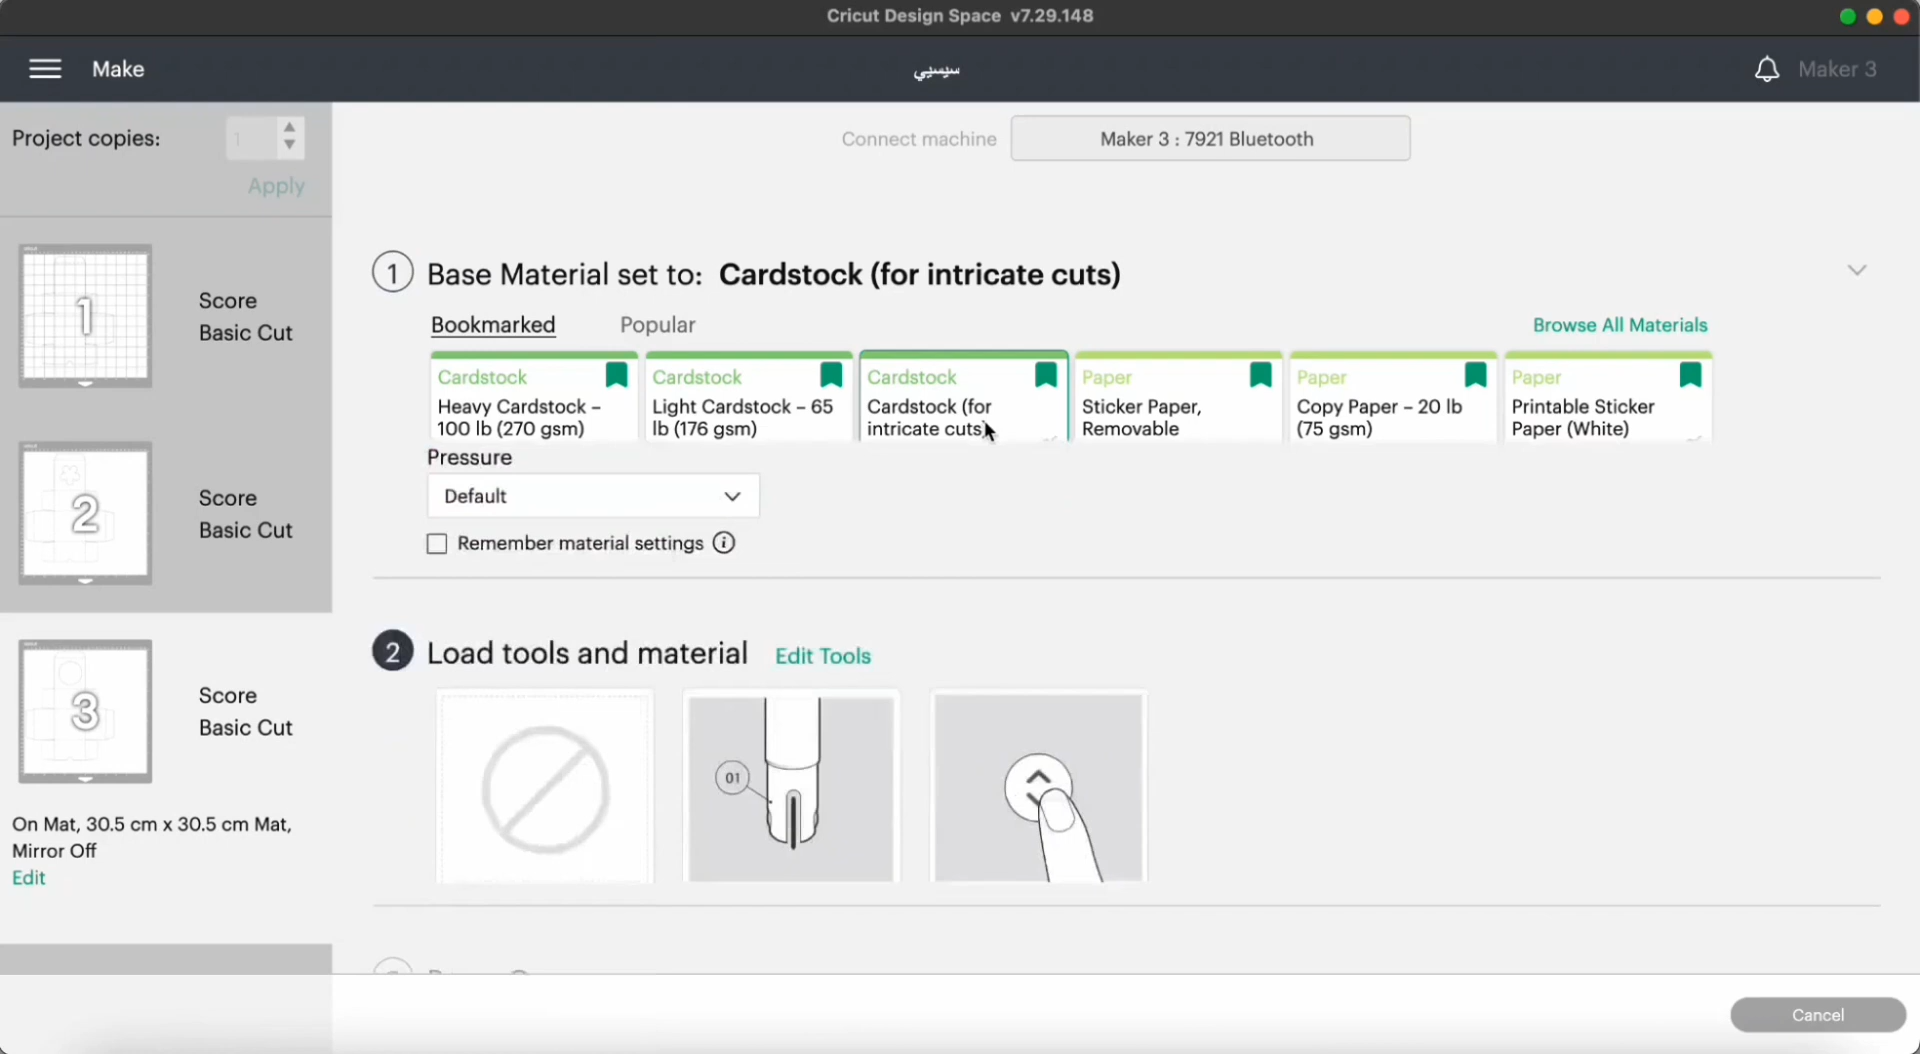 Cricut Design Space v7.29.148
Make
سيسيي
Maker 3
Project copies:
1
Apply
Connect machine
Maker 3 : 7921 Bluetooth
1
Score
Basic Cut
2
Score
Basic Cut
3
Score
Basic Cut
On Mat, 30.5 cm x 30.5 cm Mat,
Mirror Off
Edit
1 Base Material set to: Cardstock (for intricate cuts)
Bookmarked
Popular
Browse All Materials
Cardstock
Heavy Cardstock –
100 lb (270 gsm)
Cardstock
Light Cardstock – 65
lb (176 gsm)
Cardstock
Cardstock (for
intricate cuts)
Paper
Sticker Paper,
Removable
Paper
Copy Paper – 20 lb
(75 gsm)
Paper
Printable Sticker
Paper (White)
Pressure
Default
Remember material settings
2 Load tools and material
Edit Tools
01
Cancel